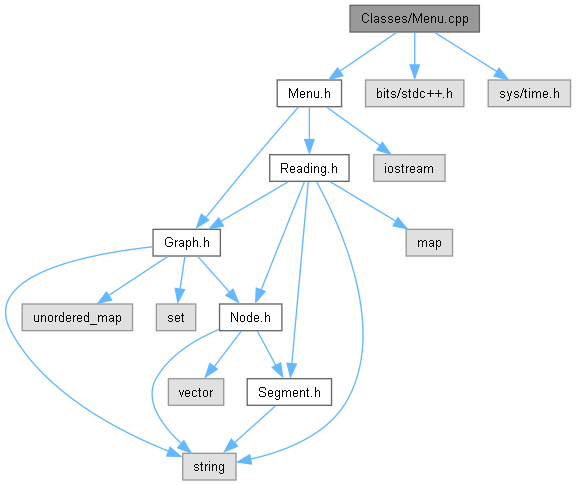 Classes/Menu.cpp
Menu.h
bits/stdc++.h
sys/time.h
Reading.h
iostream
Graph.h
map
unordered_map
set
Node.h
vector
Segment.h
string